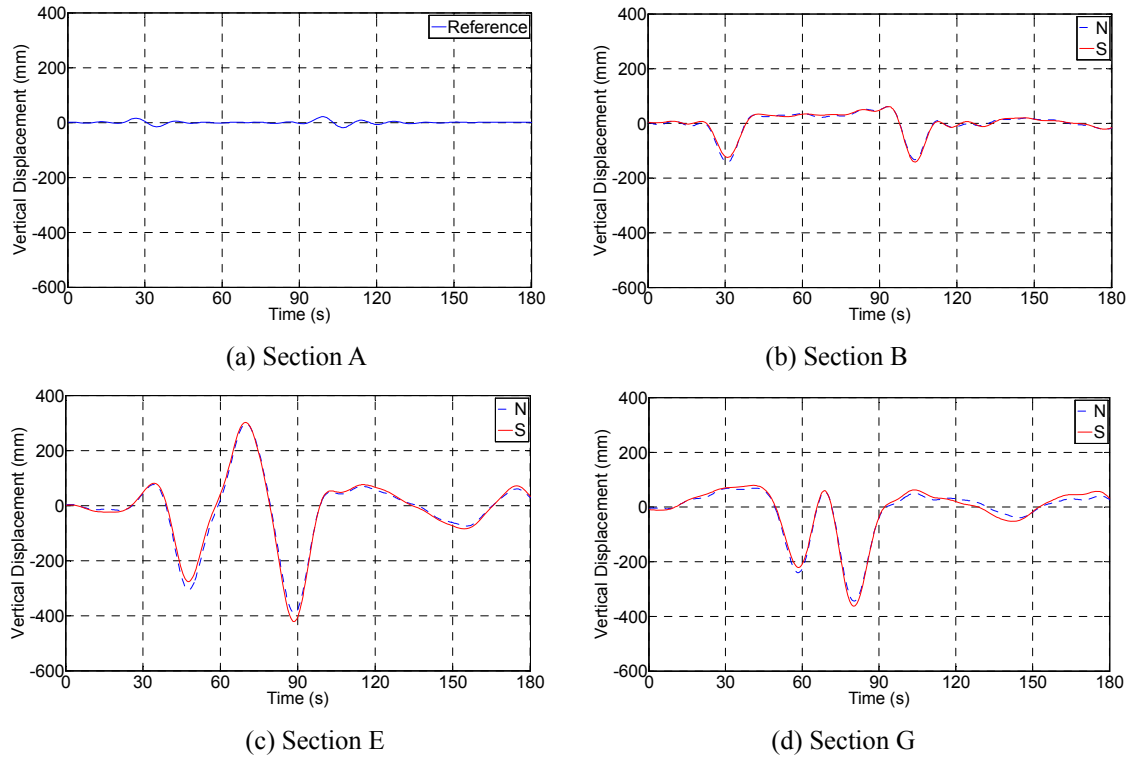 400
200
0
-200
-400
-600
Vertical Displacement (mm)
Reference
0 30 60 90 120 150 180
Time (s)
(a) Section A
400
200
0
-200
-400
-600
Vertical Displacement (mm)
N
S
0 30 60 90 120 150 180
Time (s)
(b) Section B
400
200
0
-200
-400
-600
Vertical Displacement (mm)
N
S
0 30 60 90 120 150 180
Time (s)
(c) Section E
400
200
0
-200
-400
-600
Vertical Displacement (mm)
N
S
0 30 60 90 120 150 180
Time (s)
(d) Section G